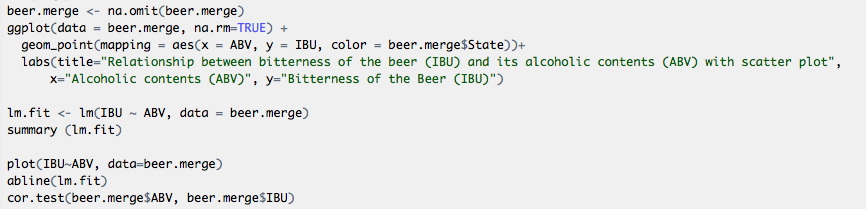 beer.merge <- na.omit(beer.merge)
ggplot(data = beer.merge, na.rm=TRUE) +
  geom_point(mapping = aes(x = ABV, y = IBU, color = beer.merge$State))+
  labs(title="Relationship between bitterness of the beer (IBU) and its alcoholic contents (ABV) with scatter plot",
       x="Alcoholic contents (ABV)", y="Bitterness of the Beer (IBU)")

lm.fit <- lm(IBU ~ ABV, data = beer.merge)
summary (lm.fit)

plot(IBU~ABV, data=beer.merge)
abline(lm.fit)
cor.test(beer.merge$ABV, beer.merge$IBU)